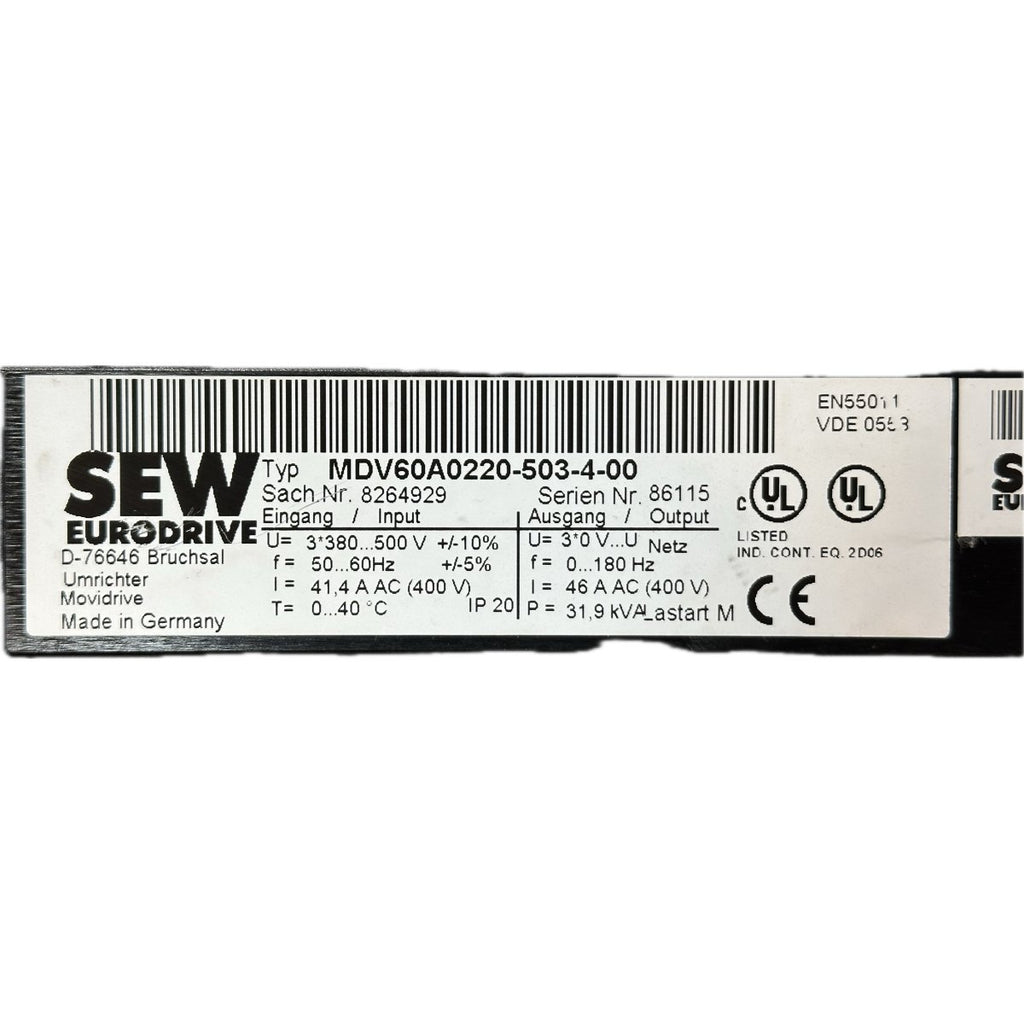 EN55011
SEW
EURODRIVE
D-76646 Bruchsal
Umrichter
Movidrive
Made in Germany
Typ MDV60A0220-503-4-00
Sach Nr. 8264929 Serien Nr. 86115
Eingang / Input Ausgang / Output
U= 3*380...500 V +/-10% U= 3*0 V...U Netz
f = 50...60Hz +/-5% f = 0...180 Hz
I = 41,4 A AC (400 V) I = 46 A AC (400 V)
T= 0...40 °C IP 20 P = 31,9 kVA Lastart M
VDE
c UL UL
LISTED
IND. CONT. EQ. 2D06
CE